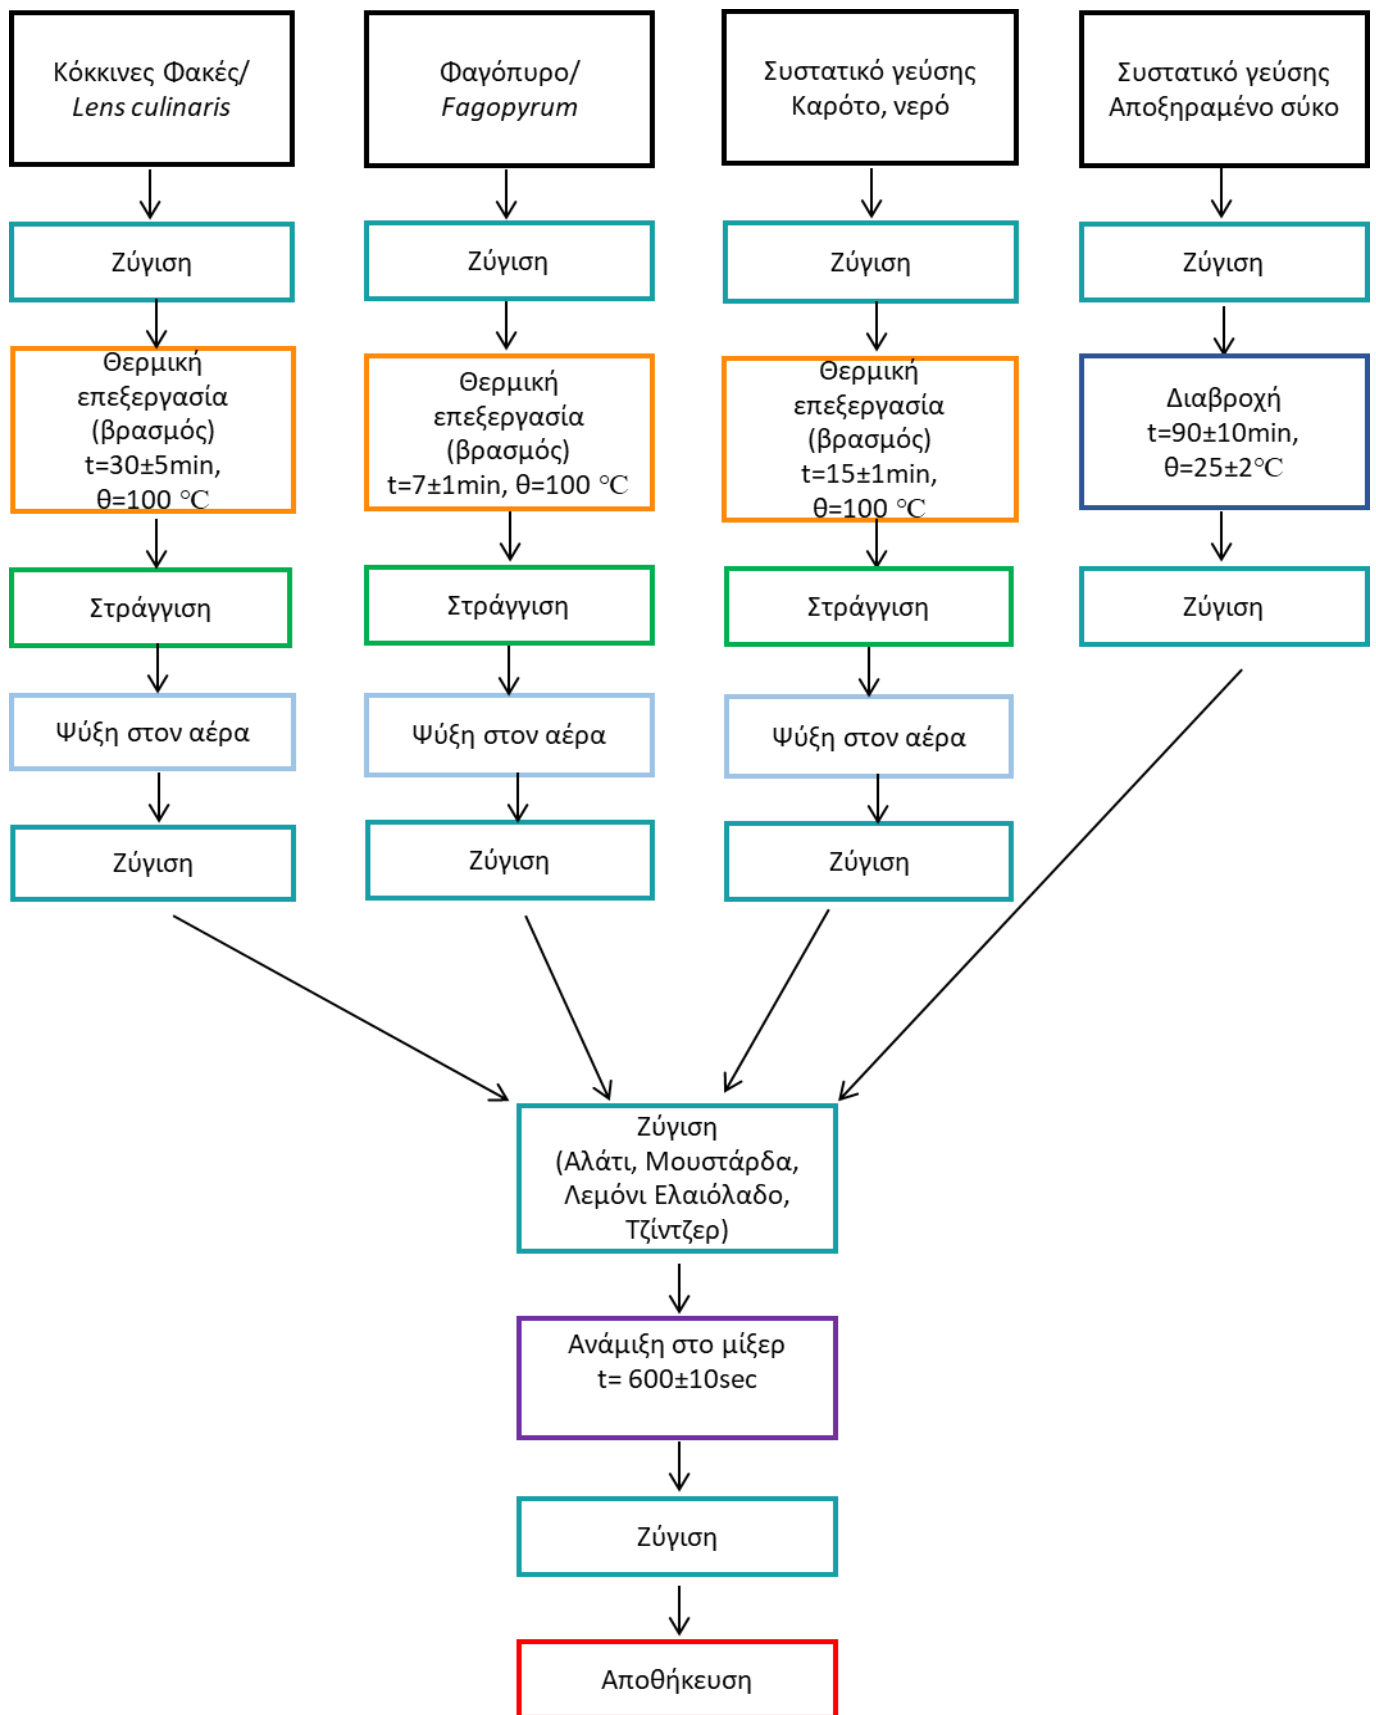 Κόκκινες Φακές/
Lens culinaris
Φαγόπυρο/
Fagopyrum
Συστατικό γεύσης
Καρότο, νερό
Συστατικό γεύσης
Αποξηραμένο σύκο
Ζύγιση
Ζύγιση
Ζύγιση
Ζύγιση
Θερμική
επεξεργασία
(βρασμός)
t=30±5min,
θ=100 °C
Θερμική
επεξεργασία
(βρασμός)
t=7±1min, θ=100 °C
Θερμική
επεξεργασία
(βρασμός)
t=15±1min,
θ=100 °C
Διαβροχή
t=90±10min,
θ=25±2°C
Στράγγιση
Στράγγιση
Στράγγιση
Ζύγιση
Ψύξη στον αέρα
Ψύξη στον αέρα
Ψύξη στον αέρα
Ζύγιση
Ζύγιση
Ζύγιση
Ζύγιση
(Αλάτι, Μουστάρδα,
Λεμόνι Ελαιόλαδο,
Τζίντζερ)
Ανάμιξη στο μίξερ
t= 600±10sec
Ζύγιση
Αποθήκευση